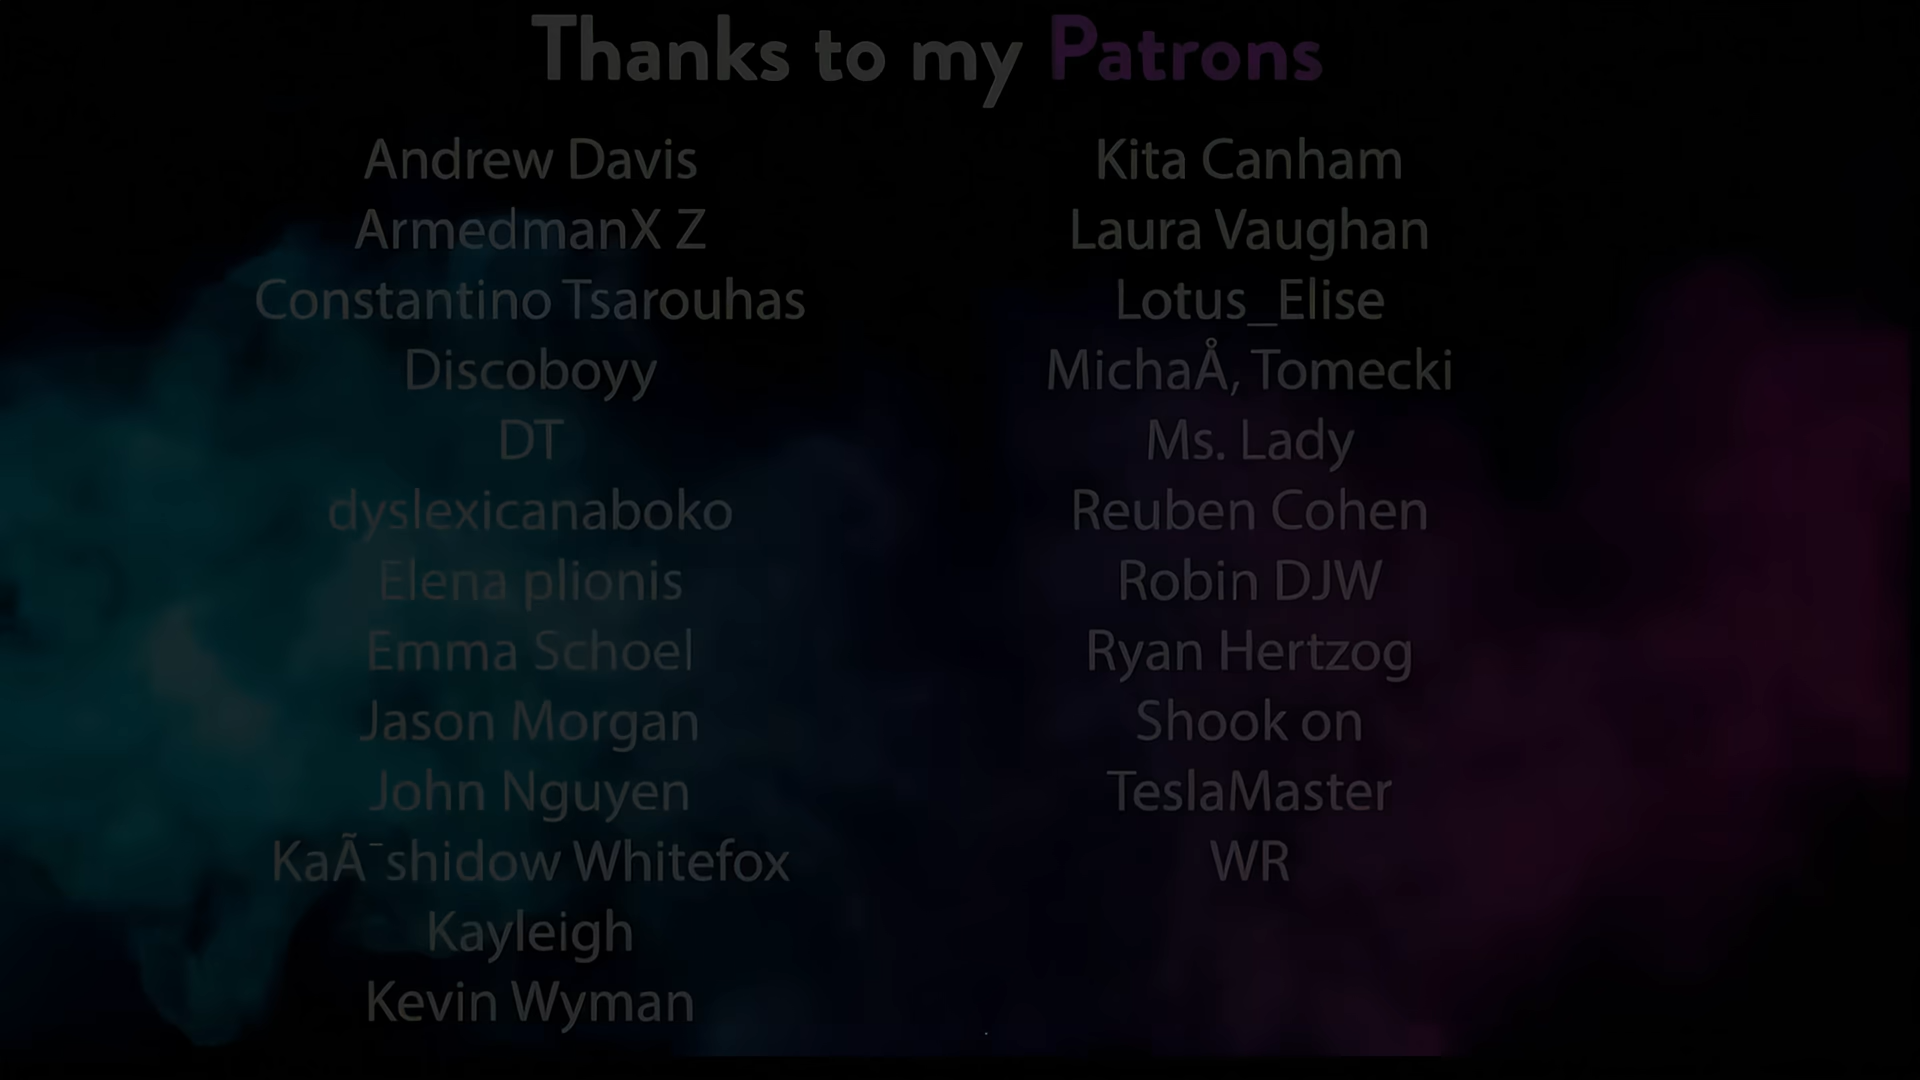 Thanks to my Patrons
Andrew Davis
ArmedmanX Z
Constantino Tsarouhas
Discoboyy
DT
dyslexicanaboko
Elena plionis
Emma Schoel
Jason Morgan
John Nguyen
KaÃ¯shidow Whitefox
Kayleigh
Kevin Wyman
Kita Canham
Laura Vaughan
Lotus_Elise
MichaÅ‚ Tomecki
Ms. Lady
Reuben Cohen
Robin DJW
Ryan Hertzog
Shook on
TeslaMaster
WR